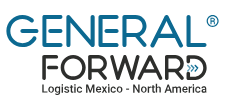 GENERAL®
FORWARD
Logistic Mexico - North America